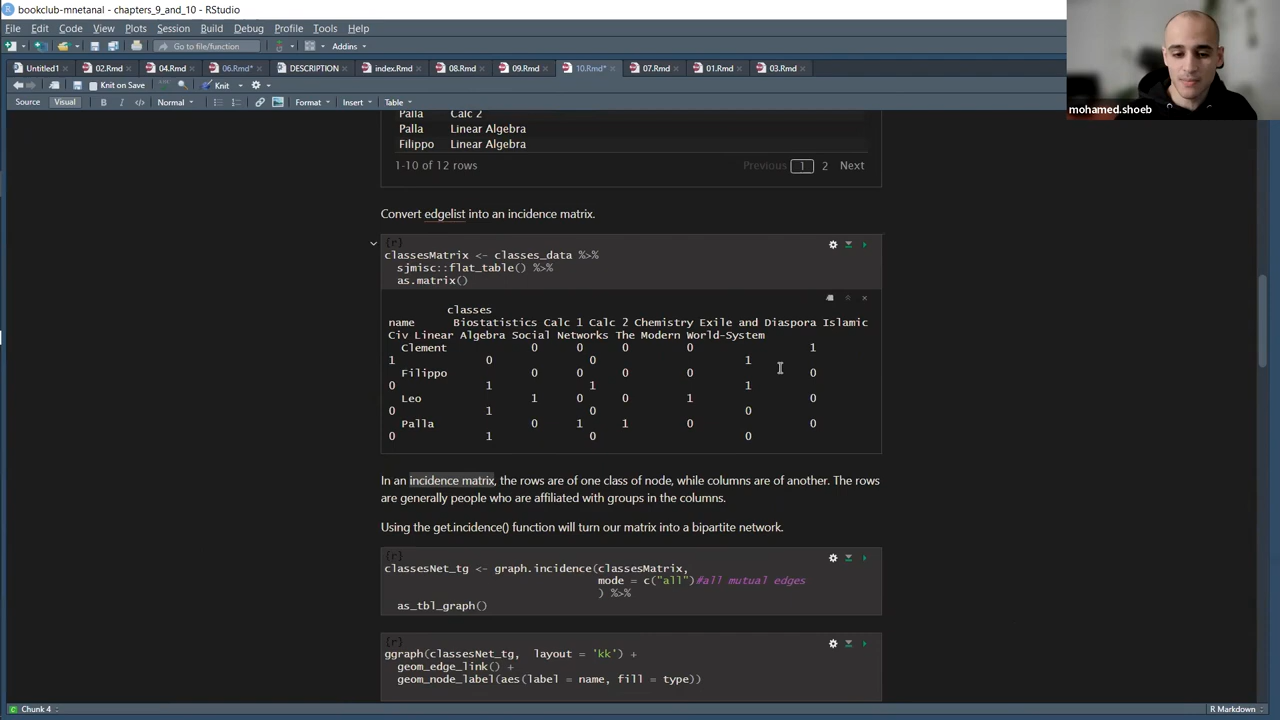 bookclub-mnetanal - chapters_9_and_10 - RStudio
File Edit Code View Plots Session Build Debug Profile Tools Help
Go to file/function Addins
Untitled1 02.Rmd 04.Rmd 06.Rmd* DESCRIPTION index.Rmd 08.Rmd 09.Rmd 10.Rmd* 07.Rmd 01.Rmd 03.Rmd
Knit on Save Knit
Source Visual Normal B I </> Format Insert Table
mohamed.shoeb
Palla Calc 2
Palla Linear Algebra
Filippo Linear Algebra
1-10 of 12 rows Previous 1 2 Next
Convert edgelist into an incidence matrix.
{r}
classesMatrix <- classes_data %>%
sjmisc::flat_table() %>%
as.matrix()
classes
name Biostatistics Calc 1 Calc 2 Chemistry Exile and Diaspora Islamic
Civ Linear Algebra Social Networks The Modern World-System
Clement 0 0 0 0 1
1 0 0 1
Filippo 0 0 0 0 0
0 1 1 1
Leo 1 0 0 1 0
0 1 0 0
Palla 0 1 1 0 0
0 1 0 0
In an incidence matrix, the rows are of one class of node, while columns are of another. The rows
are generally people who are affiliated with groups in the columns.
Using the get.incidence() function will turn our matrix into a bipartite network.
{r}
classesNet_tg <- graph.incidence(classesMatrix,
mode = c("all")#all mutual edges
) %>%
as_tbl_graph()
{r}
ggraph(classesNet_tg, layout = 'kk') +
geom_edge_link() +
geom_node_label(aes(label = name, fill = type))
Chunk 4 R Markdown